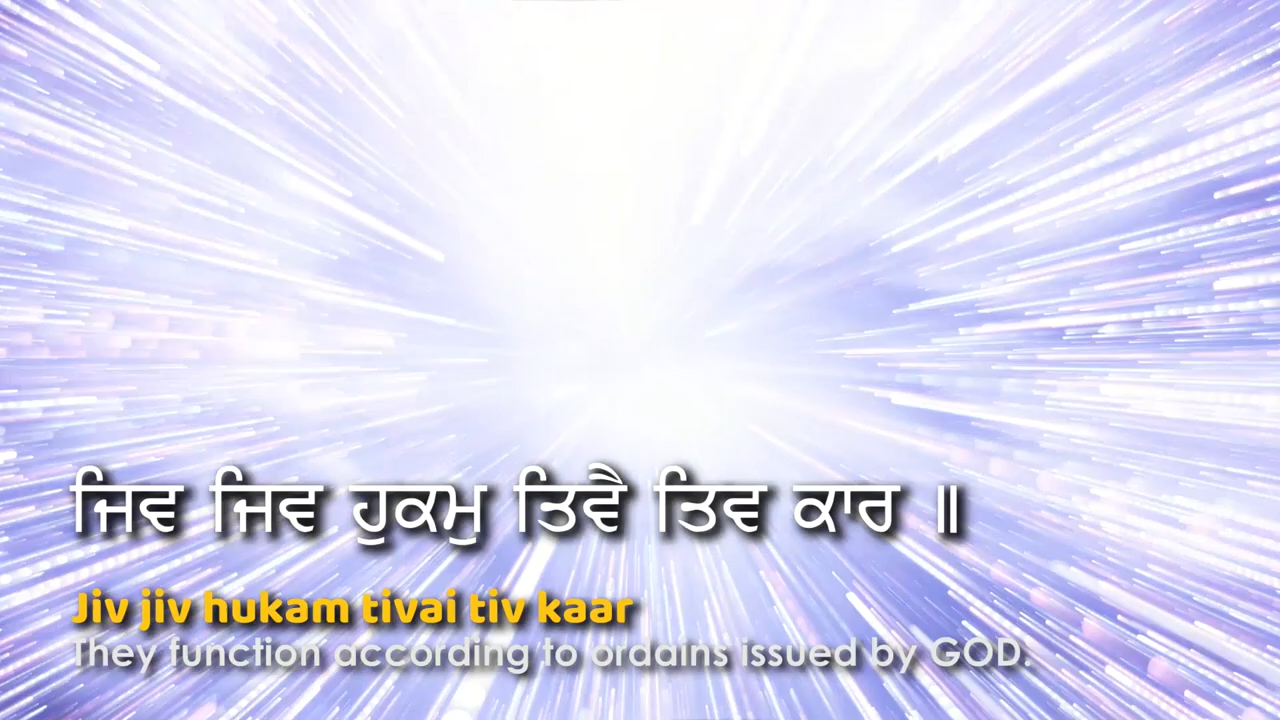 ਜਿਵ ਜਿਵ ਹੁਕਮੁ ਤਿਵੈ ਤਿਵ ਕਾਰ ॥
Jiv jiv hukam tivai tiv kaar
They function according to ordains issued by GOD.